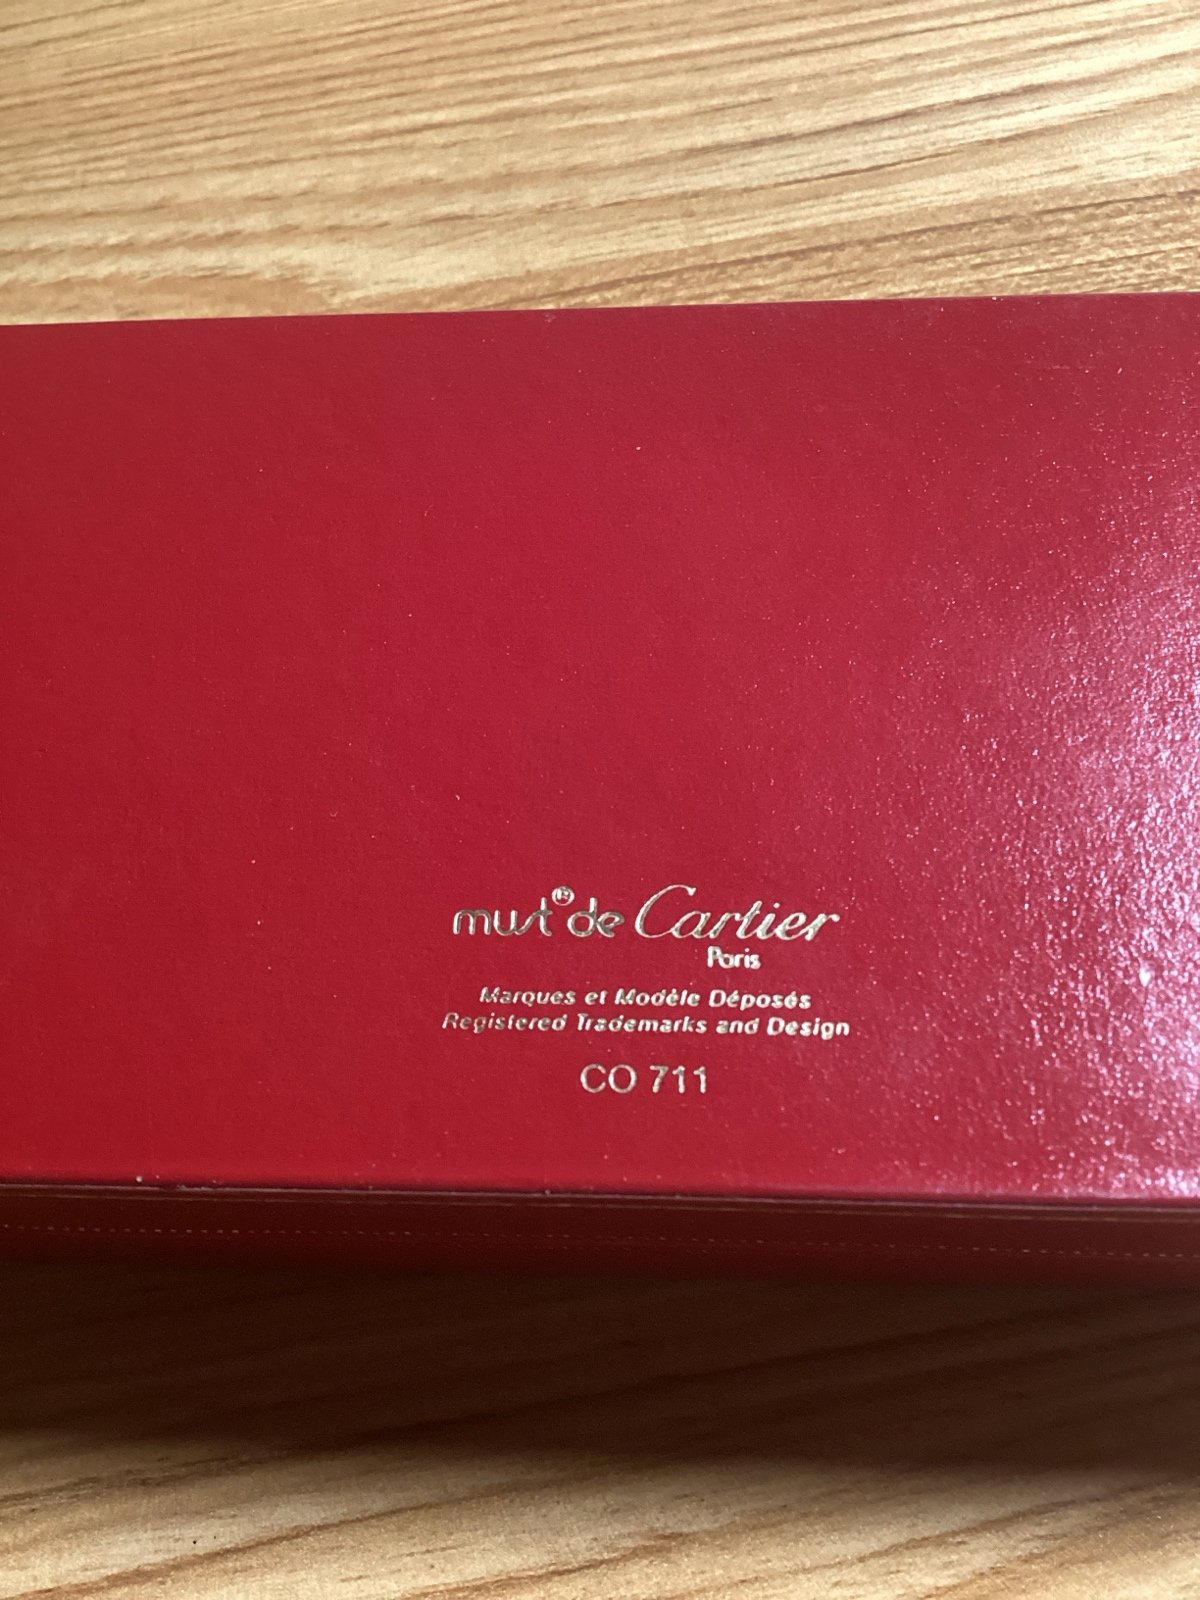 must® de Cartier
Paris
Marques et Modèle Déposés
Registered Trademarks and Design
CO 711